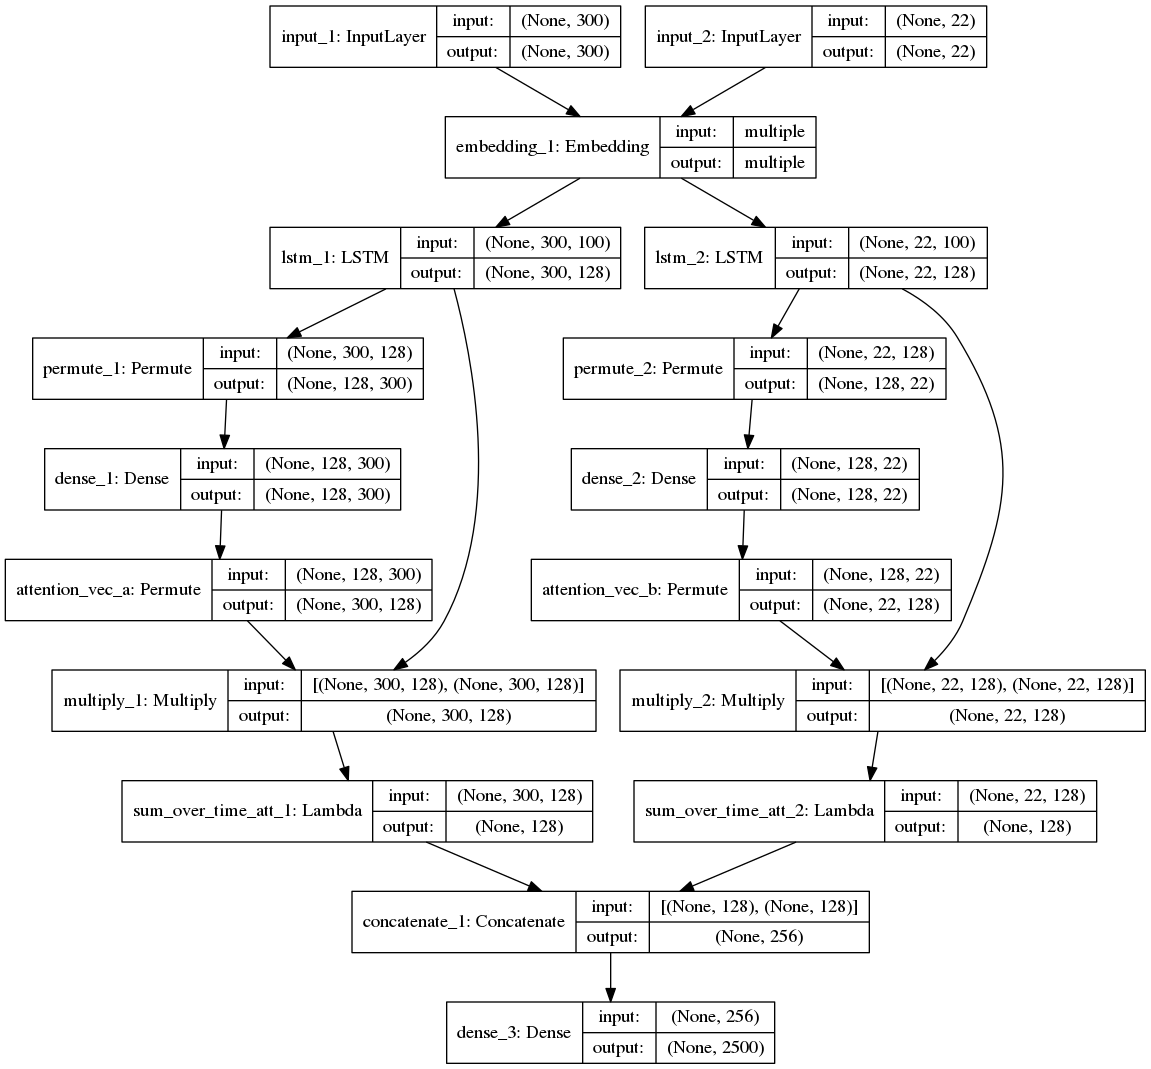 input_1: InputLayer
input: (None, 300)
output: (None, 300)
input_2: InputLayer
input: (None, 22)
output: (None, 22)
embedding_1: Embedding
input: multiple
output: multiple
lstm_1: LSTM
input: (None, 300, 100)
output: (None, 300, 128)
lstm_2: LSTM
input: (None, 22, 100)
output: (None, 22, 128)
permute_1: Permute
input: (None, 300, 128)
output: (None, 128, 300)
permute_2: Permute
input: (None, 22, 128)
output: (None, 128, 22)
dense_1: Dense
input: (None, 128, 300)
output: (None, 128, 300)
dense_2: Dense
input: (None, 128, 22)
output: (None, 128, 22)
attention_vec_a: Permute
input: (None, 128, 300)
output: (None, 300, 128)
attention_vec_b: Permute
input: (None, 128, 22)
output: (None, 22, 128)
multiply_1: Multiply
input: [(None, 300, 128), (None, 300, 128)]
output: (None, 300, 128)
multiply_2: Multiply
input: [(None, 22, 128), (None, 22, 128)]
output: (None, 22, 128)
sum_over_time_att_1: Lambda
input: (None, 300, 128)
output: (None, 128)
sum_over_time_att_2: Lambda
input: (None, 22, 128)
output: (None, 128)
concatenate_1: Concatenate
input: [(None, 128), (None, 128)]
output: (None, 256)
dense_3: Dense
input: (None, 256)
output: (None, 2500)